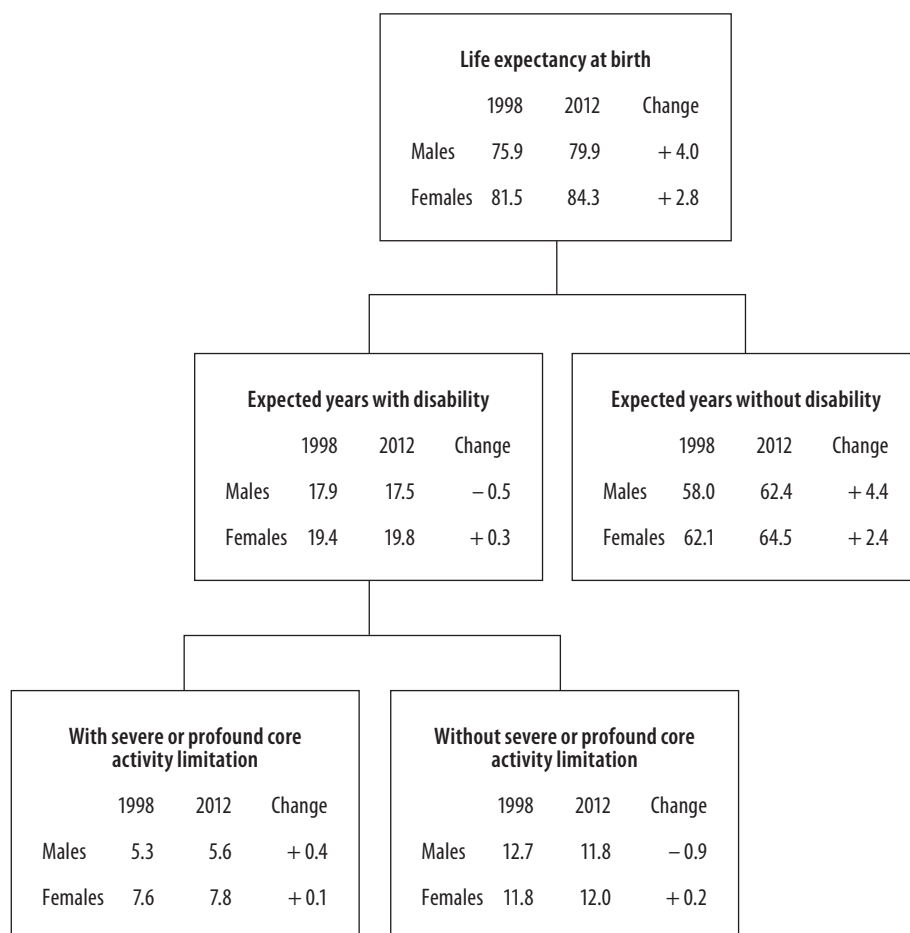 Life expectancy at birth
1998 2012 Change
Males 75.9 79.9 + 4.0
Females 81.5 84.3 + 2.8
Expected years with disability
1998 2012 Change
Males 17.9 17.5 – 0.5
Females 19.4 19.8 + 0.3
Expected years without disability
1998 2012 Change
Males 58.0 62.4 + 4.4
Females 62.1 64.5 + 2.4
With severe or profound core
activity limitation
1998 2012 Change
Males 5.3 5.6 + 0.4
Females 7.6 7.8 + 0.1
Without severe or profound core
activity limitation
1998 2012 Change
Males 12.7 11.8 – 0.9
Females 11.8 12.0 + 0.2